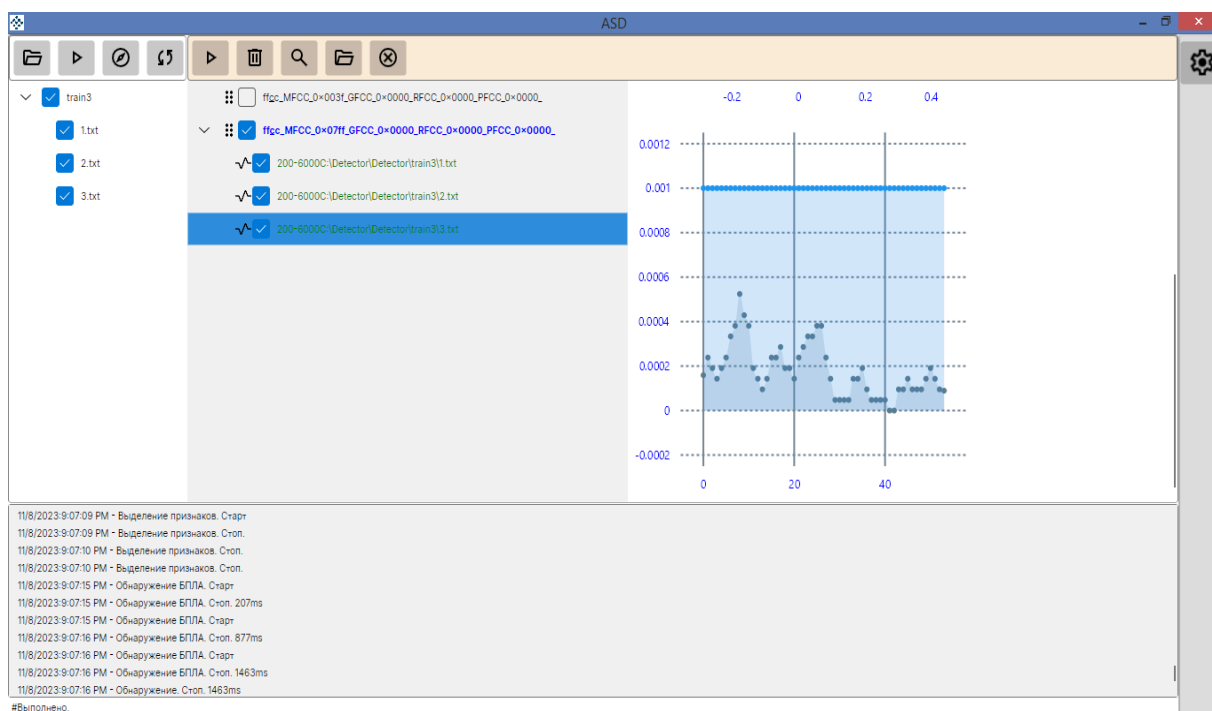 ASD
train3
1.txt
2.txt
3.txt
ffgc_MFCC_0×003f_GFCC_0×0000_RFCC_0×0000_PFCC_0×0000_
ffgc_MFCC_0×07ff_GFCC_0×0000_RFCC_0×0000_PFCC_0×0000_
200-6000C:\Detector\Detector\train3\1.txt
200-6000C:\Detector\Detector\train3\2.txt
200-6000C:\Detector\Detector\train3\3.txt
-0.2 0 0.2 0.4
0.0012
0.001
0.0008
0.0006
0.0004
0.0002
0
-0.0002
0 20 40
11/8/2023:9:07:09 PM - Выделение признаков. Старт
11/8/2023:9:07:09 PM - Выделение признаков. Стоп.
11/8/2023:9:07:10 PM - Выделение признаков. Стоп.
11/8/2023:9:07:10 PM - Выделение признаков. Стоп.
11/8/2023:9:07:15 PM - Обнаружение БПЛА. Старт
11/8/2023:9:07:15 PM - Обнаружение БПЛА. Стоп. 207ms
11/8/2023:9:07:15 PM - Обнаружение БПЛА. Старт
11/8/2023:9:07:16 PM - Обнаружение БПЛА. Стоп. 877ms
11/8/2023:9:07:16 PM - Обнаружение БПЛА. Старт
11/8/2023:9:07:16 PM - Обнаружение БПЛА. Стоп. 1463ms
11/8/2023:9:07:16 PM - Обнаружение. Стоп. 1463ms
#Выполнено.